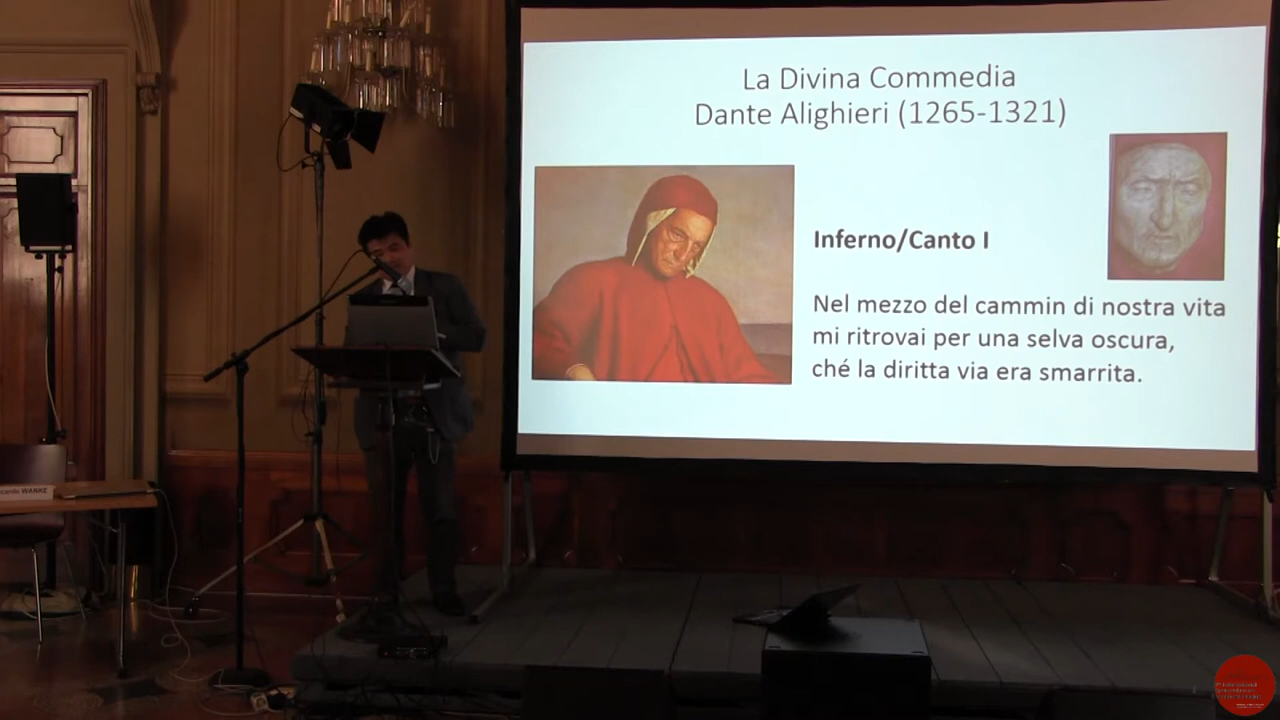 La Divina Commedia
Dante Alighieri (1265-1321)
Inferno/Canto I
Nel mezzo del cammin di nostra vita
mi ritrovai per una selva oscura,
ché la diritta via era smarrita.
WANKE